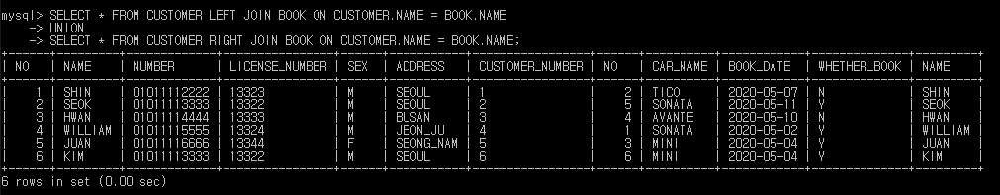 mysql> SELECT * FROM CUSTOMER LEFT JOIN BOOK ON CUSTOMER.NAME = BOOK.NAME
    -> UNION
    -> SELECT * FROM CUSTOMER RIGHT JOIN BOOK ON CUSTOMER.NAME = BOOK.NAME;
| NO | NAME | NUMBER | LICENSE_NUMBER | SEX | ADDRESS | CUSTOMER_NUMBER | NO | CAR_NAME | BOOK_DATE | WHETHER_BOOK | NAME |
| 1 | SHIN | 01011112222 | 13323 | M | SEOUL | 1 | 2 | TICO | 2020-05-07 | N | SHIN |
| 2 | SEOK | 01011113333 | 13322 | M | SEOUL | 2 | 5 | SONATA | 2020-05-11 | Y | SEOK |
| 3 | HWAN | 01011114444 | 13333 | M | BUSAN | 3 | 4 | AVANTE | 2020-05-10 | N | HWAN |
| 4 | WILLIAM | 01011115555 | 13324 | M | JEON_JU | 4 | 1 | SONATA | 2020-05-02 | Y | WILLIAM |
| 5 | JUAN | 01011116666 | 13344 | F | SEONG_NAM | 5 | 3 | MINI | 2020-05-04 | Y | JUAN |
| 6 | KIM | 01011113333 | 13322 | M | SEOUL | 6 | 6 | MINI | 2020-05-04 | Y | KIM |
6 rows in set (0.00 sec)